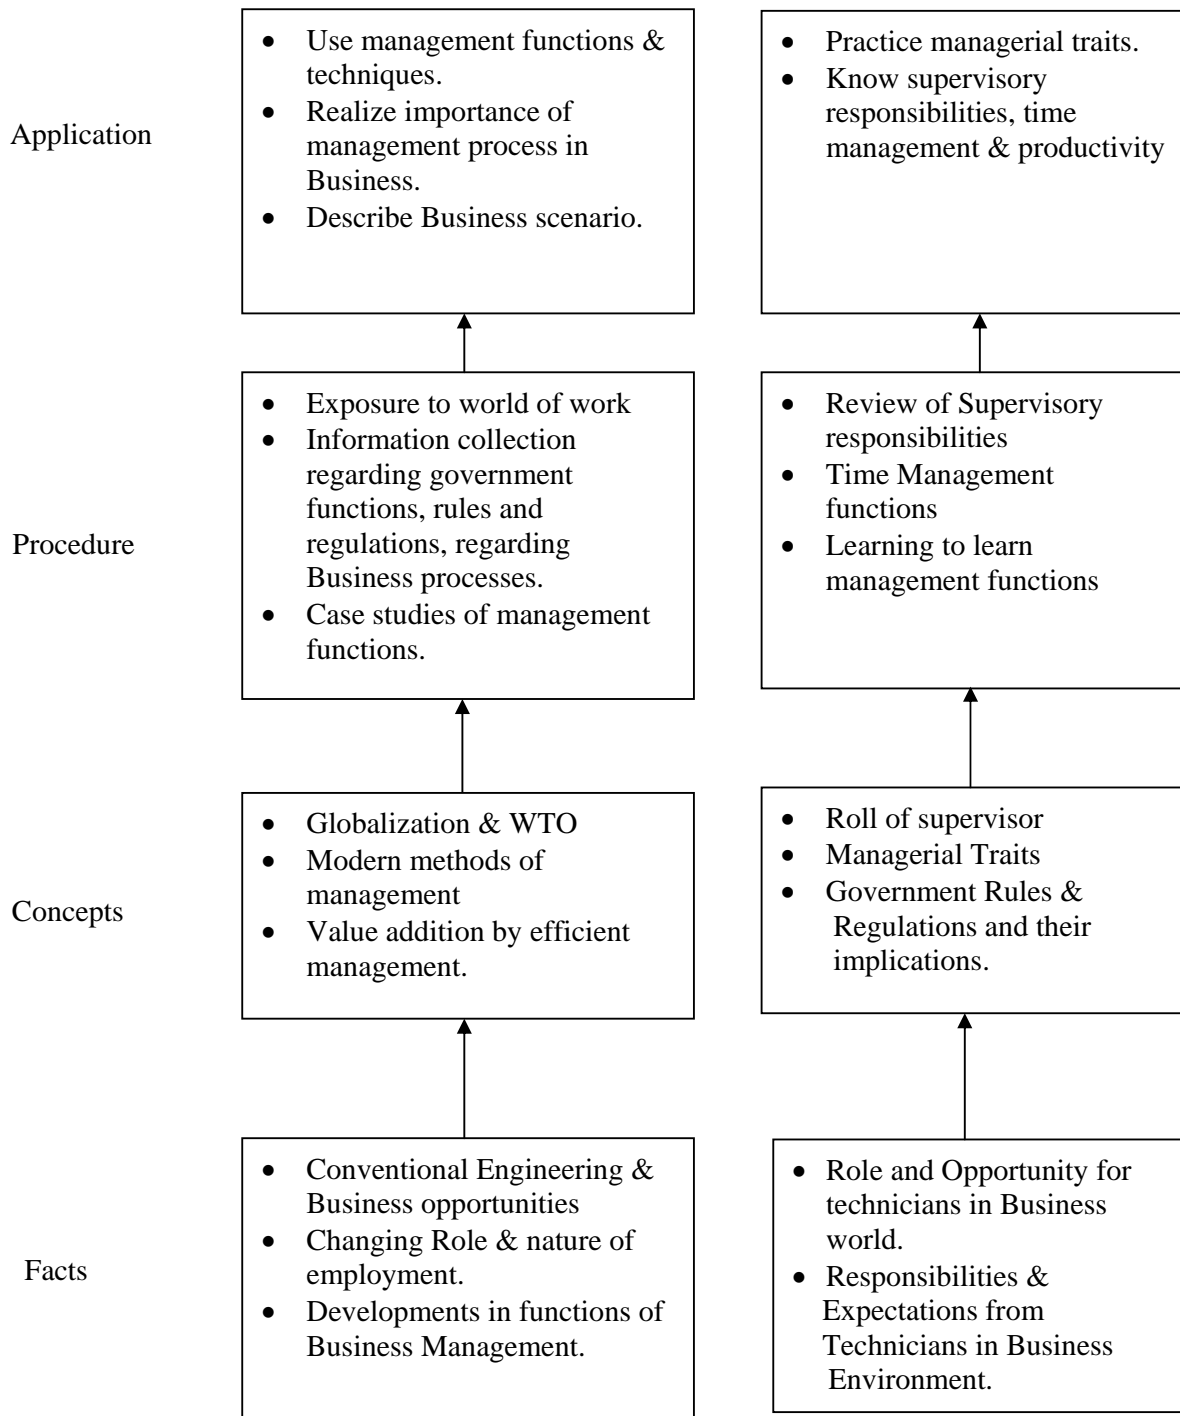 Application
• Use management functions &
techniques.
• Realize importance of
management process in
Business.
• Describe Business scenario.
• Practice managerial traits.
• Know supervisory
responsibilities, time
management & productivity
Procedure
• Exposure to world of work
• Information collection
regarding government
functions, rules and
regulations, regarding
Business processes.
• Case studies of management
functions.
• Review of Supervisory
responsibilities
• Time Management
functions
• Learning to learn
management functions
Concepts
• Globalization & WTO
• Modern methods of
management
• Value addition by efficient
management.
• Roll of supervisor
• Managerial Traits
• Government Rules &
Regulations and their
implications.
Facts
• Conventional Engineering &
Business opportunities
• Changing Role & nature of
employment.
• Developments in functions of
Business Management.
• Role and Opportunity for
technicians in Business
world.
• Responsibilities &
Expectations from
Technicians in Business
Environment.